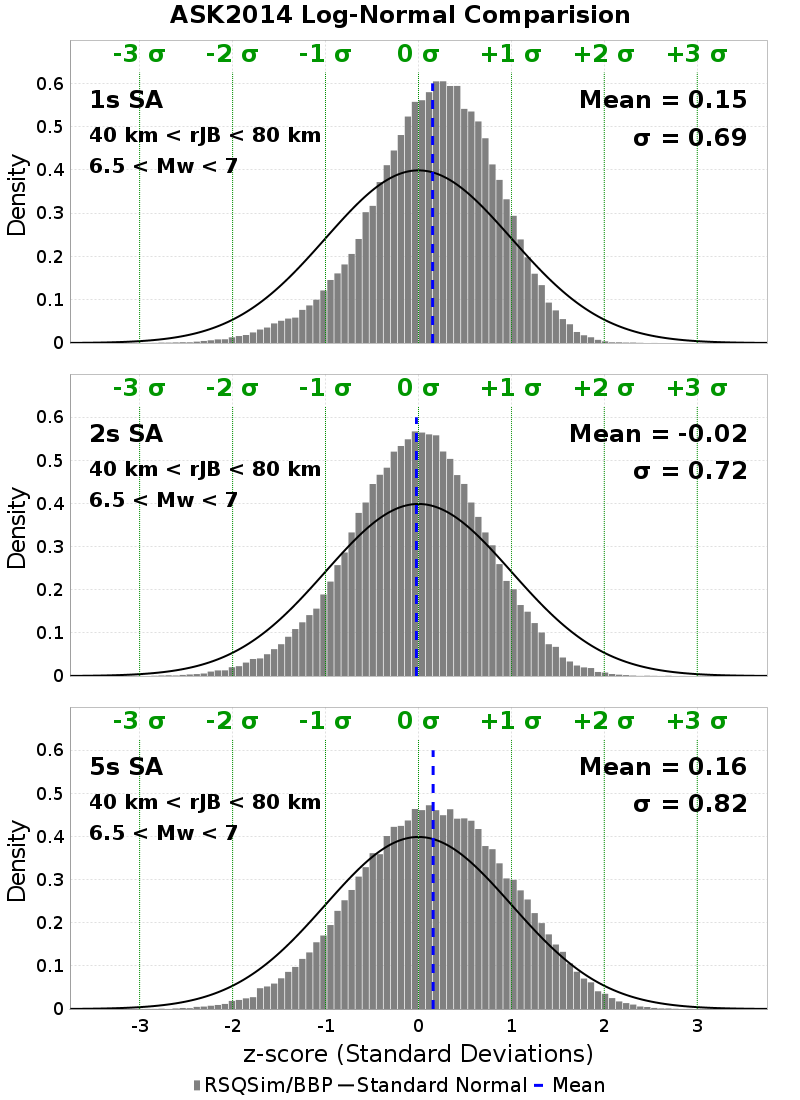 ASK2014 Log-Normal Comparision
-3 σ -2 σ -1 σ 0 σ +1 σ +2 σ +3 σ
1s SA
40 km < rJB < 80 km
6.5 < Mw < 7
Mean = 0.15
σ = 0.69
Density
0.6
0.5
0.4
0.3
0.2
0.1
0
-3 σ -2 σ -1 σ 0 σ +1 σ +2 σ +3 σ
2s SA
40 km < rJB < 80 km
6.5 < Mw < 7
Mean = -0.02
σ = 0.72
Density
0.6
0.5
0.4
0.3
0.2
0.1
0
-3 σ -2 σ -1 σ 0 σ +1 σ +2 σ +3 σ
5s SA
40 km < rJB < 80 km
6.5 < Mw < 7
Mean = 0.16
σ = 0.82
Density
0.6
0.5
0.4
0.3
0.2
0.1
0
-3 -2 -1 0 1 2 3
z-score (Standard Deviations)
RSQSim/BBP Standard Normal Mean